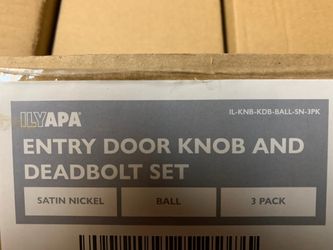 ILYAPA
IL-KNB-KDB-BALL-SN-3PK
ENTRY DOOR KNOB AND
DEADBOLT SET
SATIN NICKEL
BALL
3 PACK